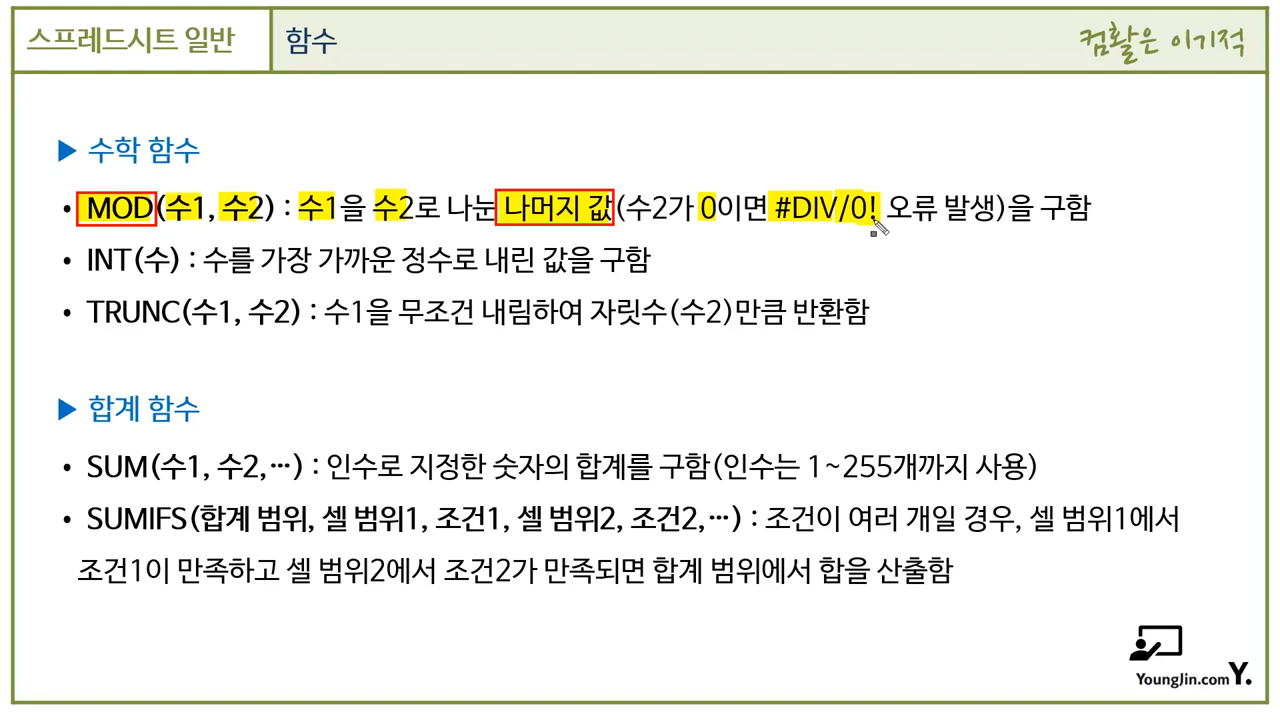 스프레드시트 일반
함수
컴활은 이기적
▶ 수학 함수
• MOD(수1, 수2) : 수1을 수2로 나눈 나머지 값(수2가 0이면 #DIV/0! 오류 발생)을 구함
• INT(수) : 수를 가장 가까운 정수로 내린 값을 구함
• TRUNC(수1, 수2) : 수1을 무조건 내림하여 자릿수(수2)만큼 반환함
▶ 합계 함수
• SUM(수1, 수2,⋯) : 인수로 지정한 숫자의 합계를 구함(인수는 1~255개까지 사용)
• SUMIFS(합계 범위, 셀 범위1, 조건1, 셀 범위2, 조건2,⋯) : 조건이 여러 개일 경우, 셀 범위1에서
조건1이 만족하고 셀 범위2에서 조건2가 만족되면 합계 범위에서 합을 산출함
YoungJin.com Y.